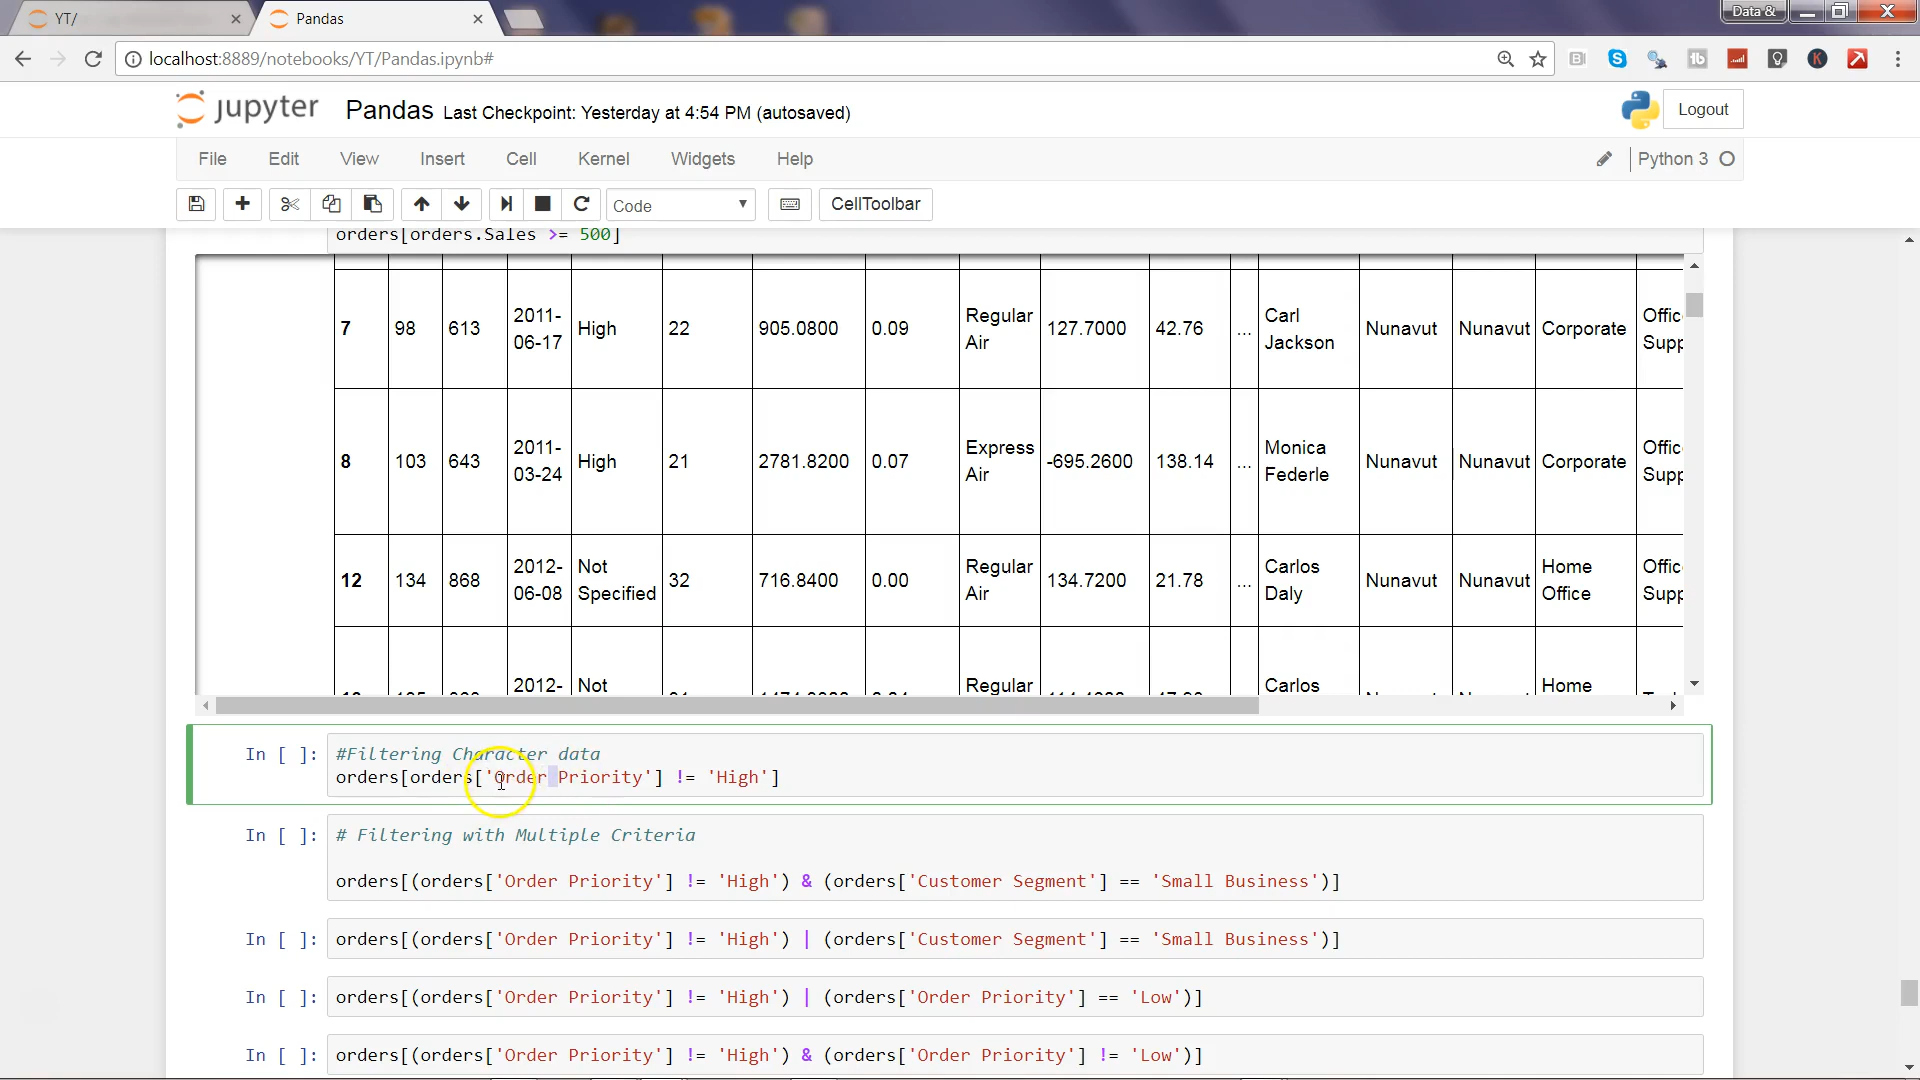 YT/
Pandas
Data &
localhost:8889/notebooks/YT/Pandas.ipynb#
jupyter Pandas Last Checkpoint: Yesterday at 4:54 PM (autosaved)
Logout
File Edit View Insert Cell Kernel Widgets Help
Python 3
Code
CellToolbar
orders[orders.Sales >= 500]
7 98 613 2011-06-17 High 22 905.0800 0.09 Regular Air 127.7000 42.76 ... Carl Jackson Nunavut Nunavut Corporate Offic Supp
8 103 643 2011-03-24 High 21 2781.8200 0.07 Express Air -695.2600 138.14 ... Monica Federle Nunavut Nunavut Corporate Offic Supp
12 134 868 2012-06-08 Not Specified 32 716.8400 0.00 Regular Air 134.7200 21.78 ... Carlos Daly Nunavut Nunavut Home Office Offic Supp
2012- Not Regular Carlos Home
In [ ]: #Filtering Character data
orders[orders['Order Priority'] != 'High']
In [ ]: # Filtering with Multiple Criteria
orders[(orders['Order Priority'] != 'High') & (orders['Customer Segment'] == 'Small Business')]
In [ ]: orders[(orders['Order Priority'] != 'High') | (orders['Customer Segment'] == 'Small Business')]
In [ ]: orders[(orders['Order Priority'] != 'High') | (orders['Order Priority'] == 'Low')]
In [ ]: orders[(orders['Order Priority'] != 'High') & (orders['Order Priority'] != 'Low')]